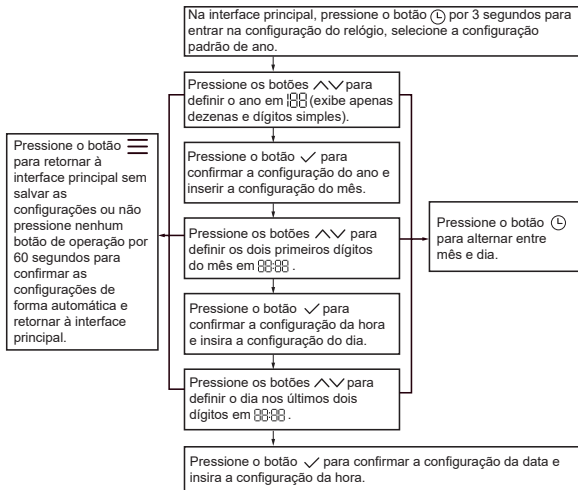 Na interface principal, pressione o botão por 3 segundos para
entrar na configuração do relógio, selecione a configuração
padrão de ano.
Pressione os botões para
definir o ano em 188 (exibe apenas
dezenas e dígitos simples).
Pressione o botão para
confirmar a configuração do ano e
inserir a configuração do mês.
Pressione os botões para
definir os dois primeiros dígitos
do mês em 88:88 .
Pressione o botão para
confirmar a configuração da hora
e insira a configuração do dia.
Pressione os botões para
definir o dia nos últimos dois
dígitos em 88:88 .
Pressione o botão para confirmar a configuração da data e
insira a configuração da hora.
Pressione o botão
para retornar à
interface principal sem
salvar as
configurações ou não
pressione nenhum
botão de operação por
60 segundos para
confirmar as
configurações de
forma automática e
retornar à interface
principal.
Pressione o botão
para alternar entre
mês e dia.